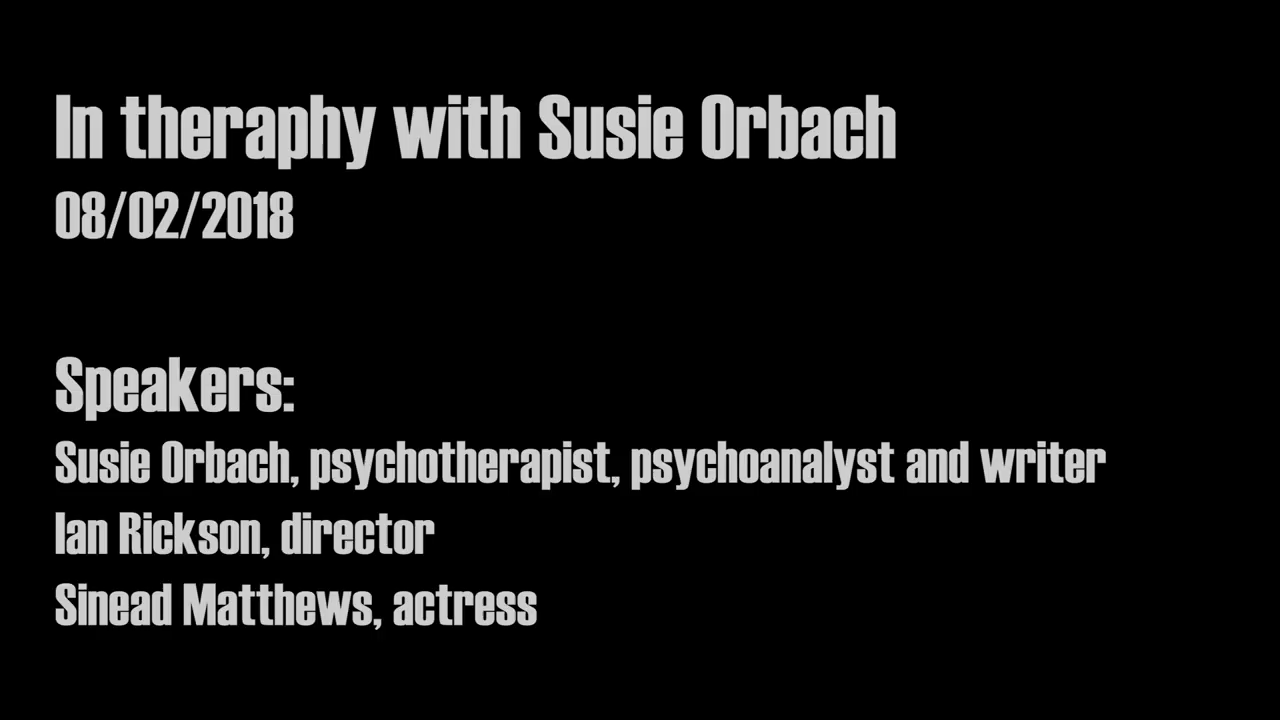 In theraphy with Susie Orbach
08/02/2018
Speakers:
Susie Orbach, psychotherapist, psychoanalyst and writer
Ian Rickson, director
Sinead Matthews, actress